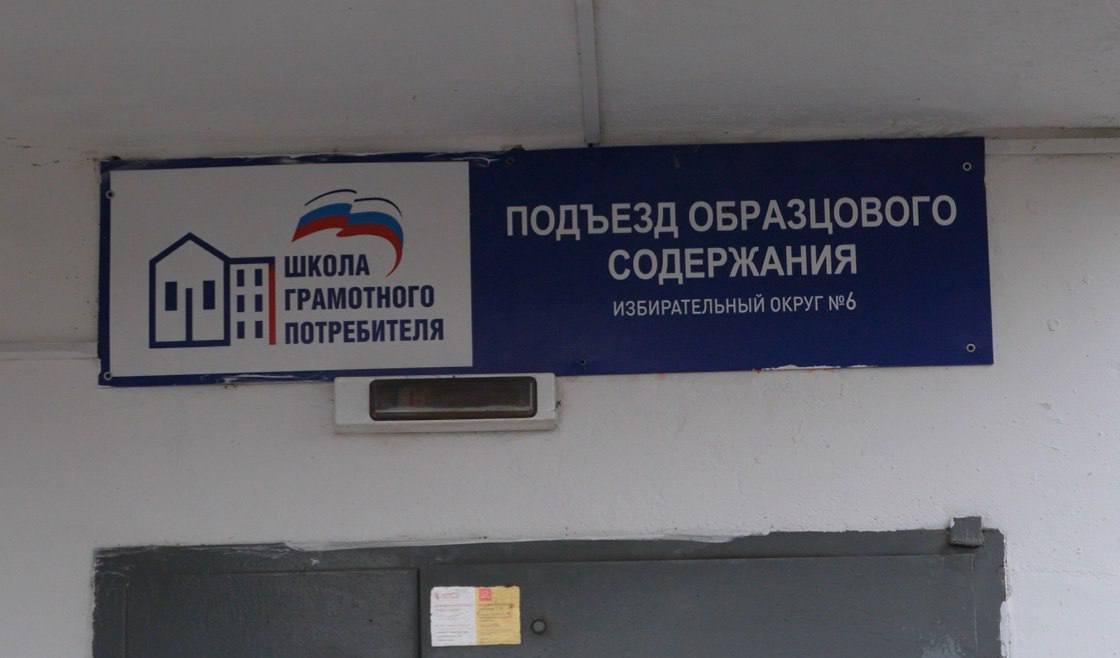 ШКОЛА
ГРАМОТНОГО
ПОТРЕБИТЕЛЯ
ПОДЪЕЗД ОБРАЗЦОВОГО
СОДЕРЖАНИЯ
ИЗБИРАТЕЛЬНЫЙ ОКРУГ №6